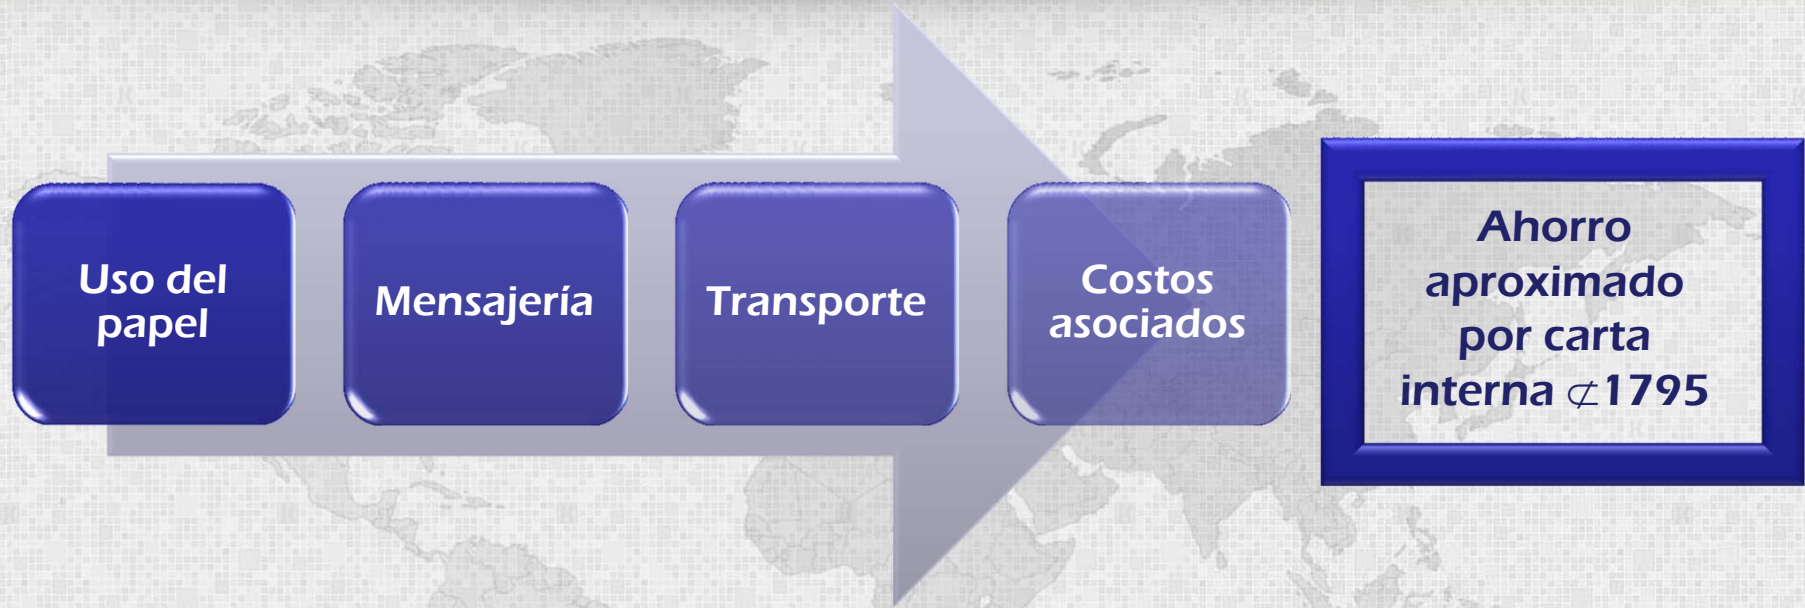 Uso del
papel
Mensajería
Transporte
Costos
asociados
Ahorro
aproximado
por carta
interna ⊄1795